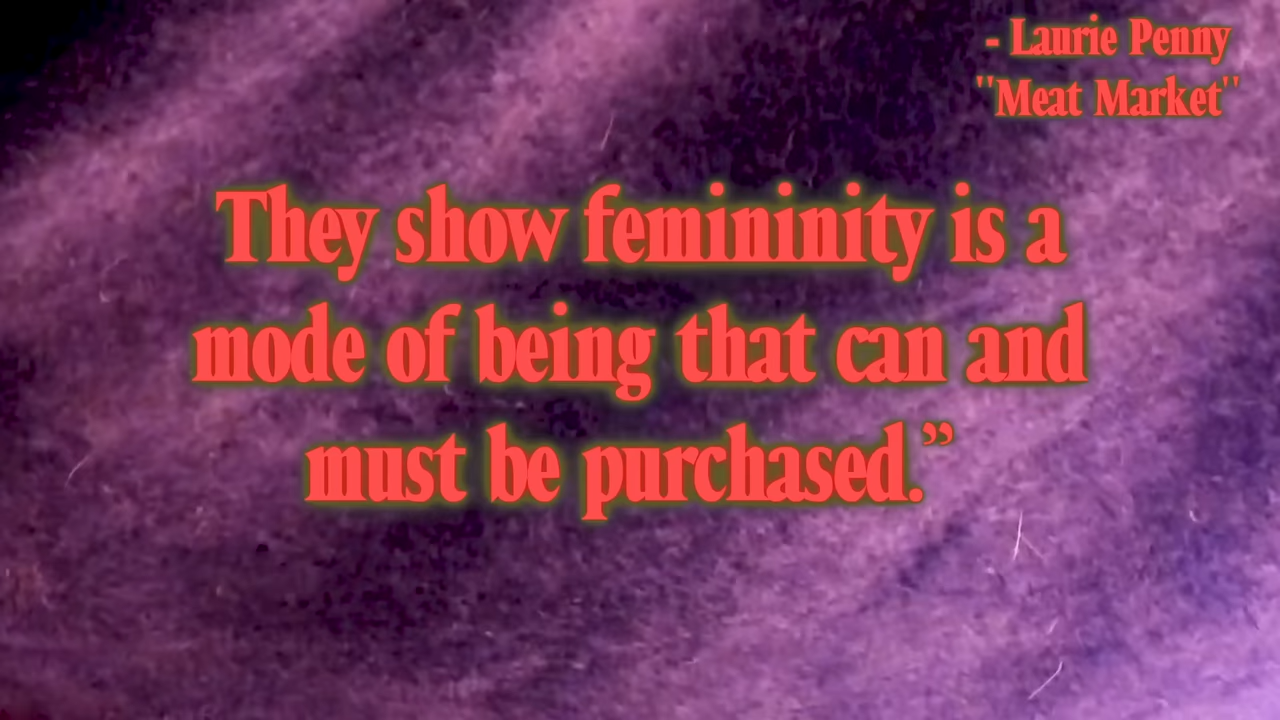 - Laurie Penny
"Meat Market"
They show femininity is a
mode of being that can and
must be purchased.”